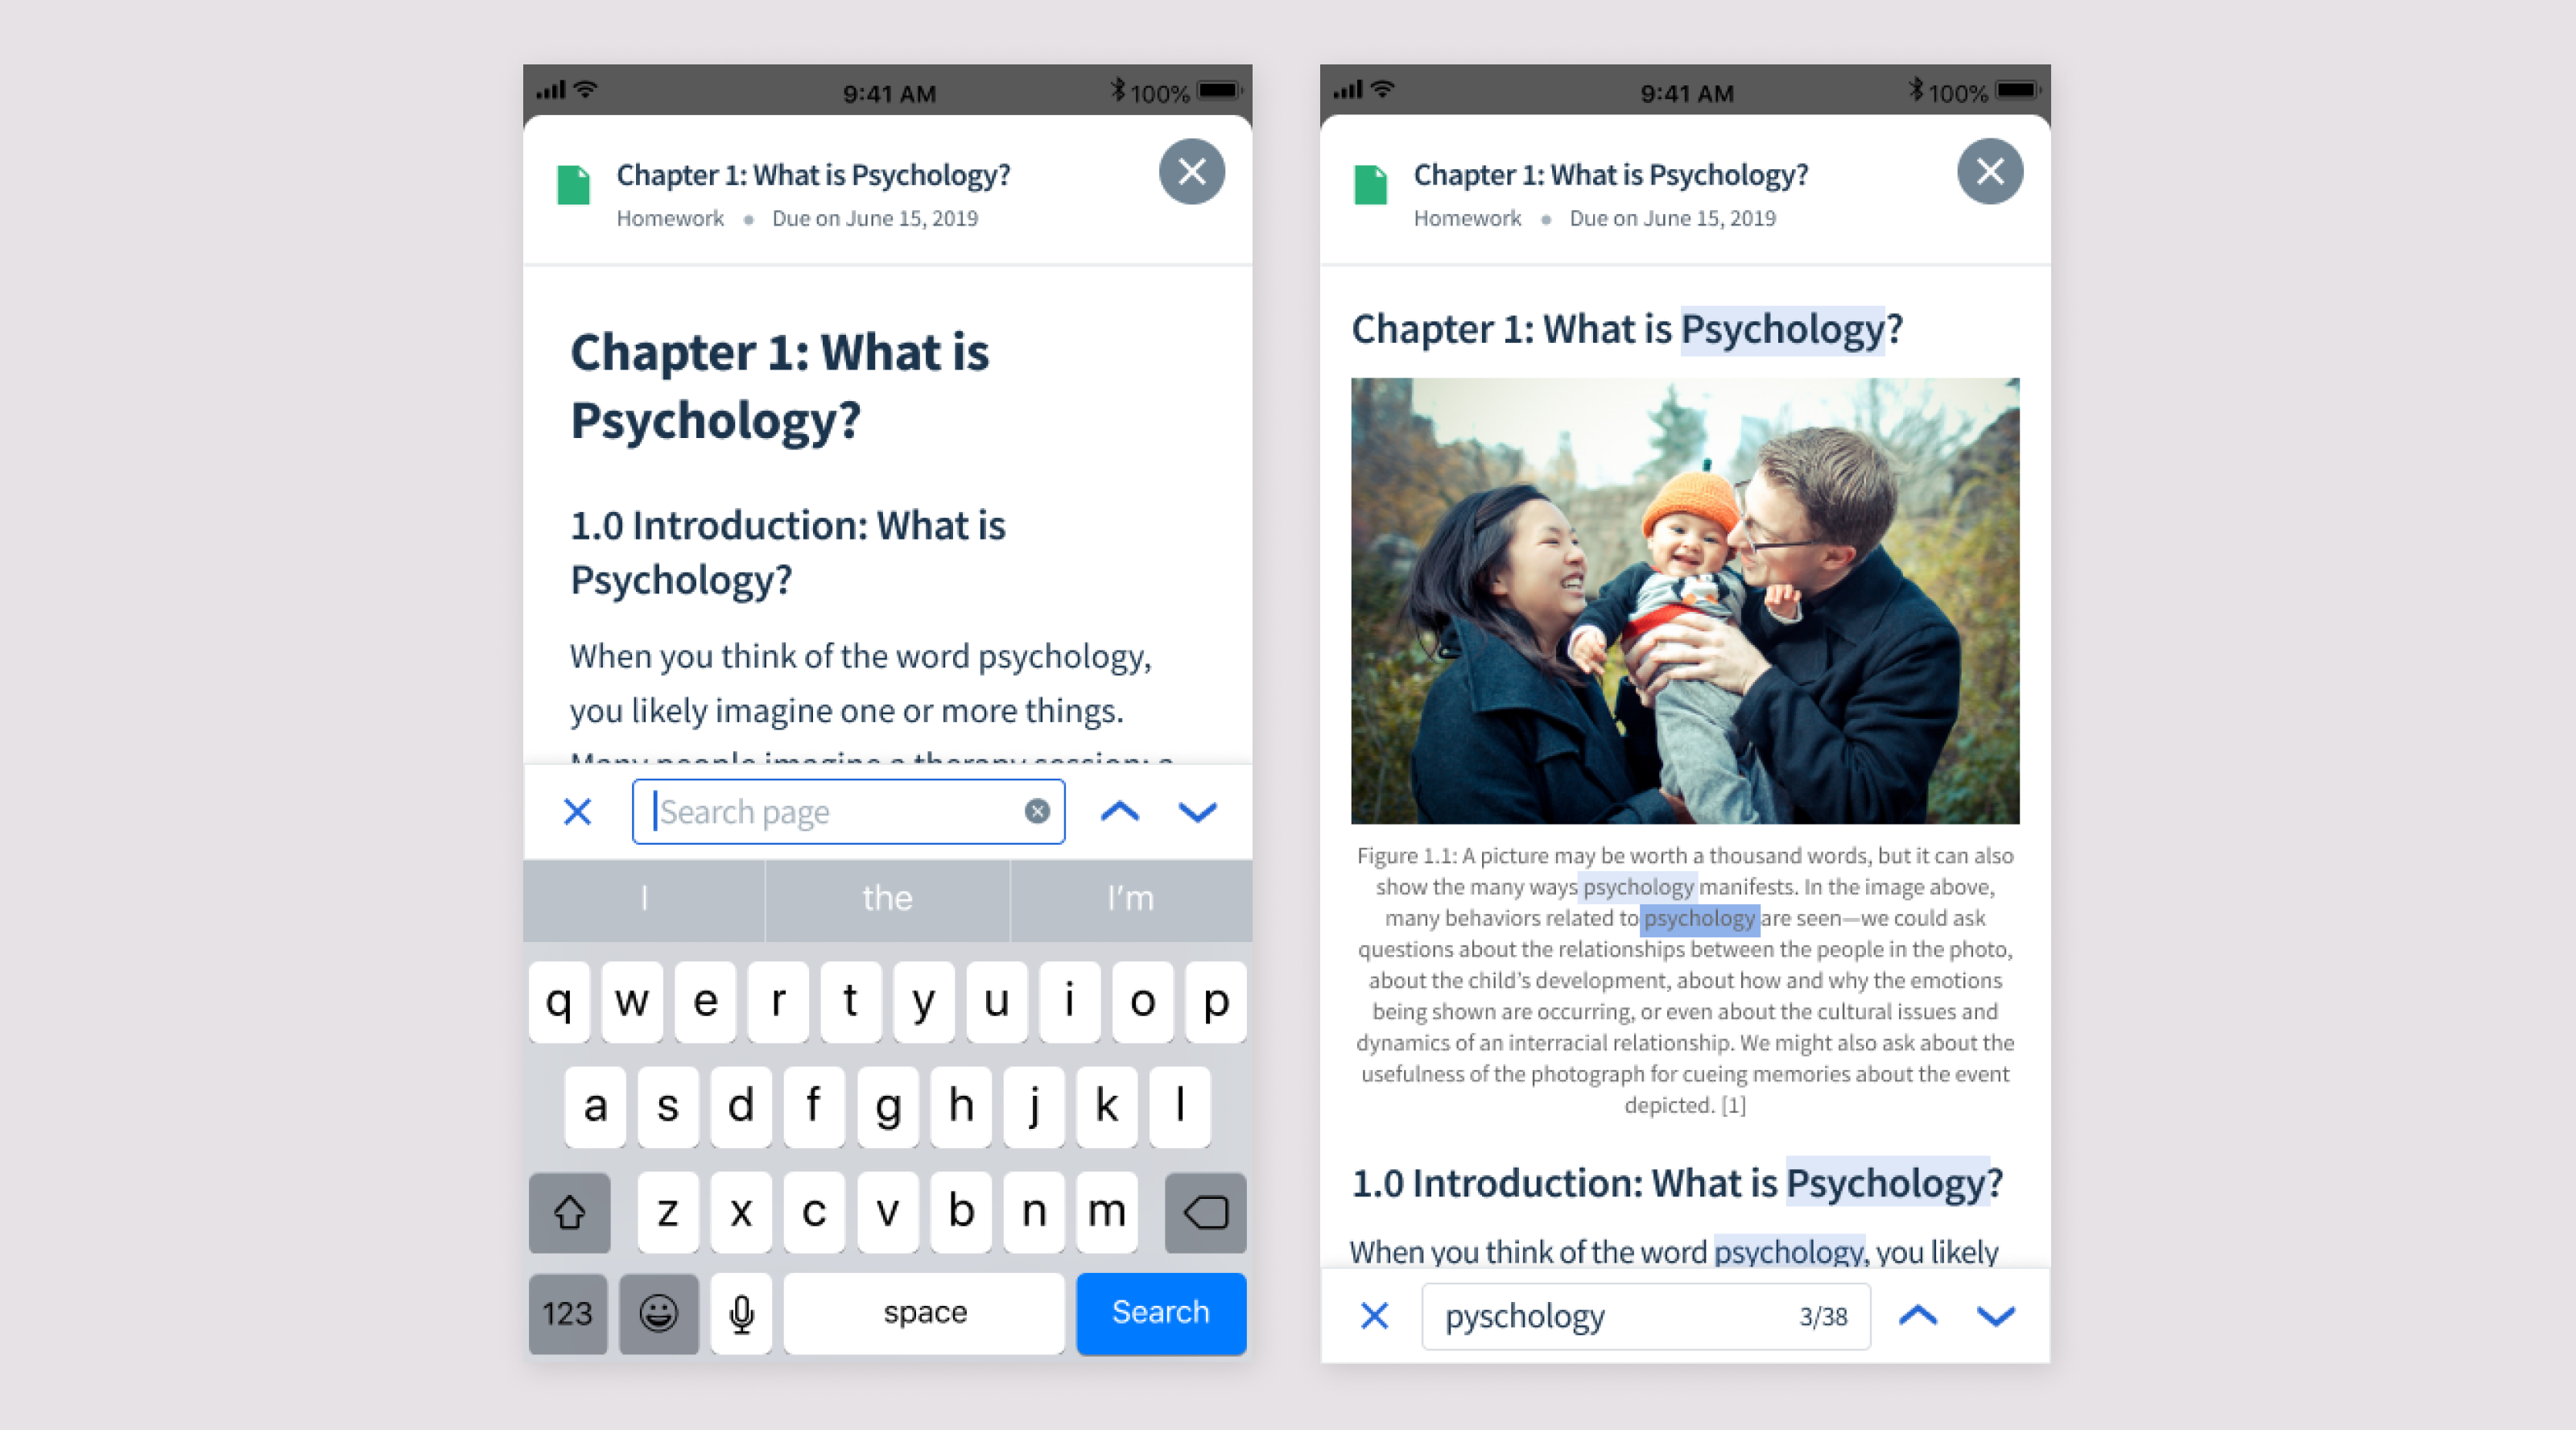 9:41 AM
100%
Chapter 1: What is Psychology?
Homework • Due on June 15, 2019
Chapter 1: What is
Psychology?
1.0 Introduction: What is
Psychology?
When you think of the word psychology,
you likely imagine one or more things.
Many people imagine a therapy session: a
Search page
I the I'm
q w e r t y u i o p
a s d f g h j k l
z x c v b n m
123 space Search
9:41 AM
100%
Chapter 1: What is Psychology?
Homework • Due on June 15, 2019
Chapter 1: What is Psychology?
Figure 1.1: A picture may be worth a thousand words, but it can also
show the many ways psychology manifests. In the image above,
many behaviors related to psychology are seen—we could ask
questions about the relationships between the people in the photo,
about the child's development, about how and why the emotions
being shown are occurring, or even about the cultural issues and
dynamics of an interracial relationship. We might also ask about the
usefulness of the photograph for cueing memories about the event
depicted. [1]
1.0 Introduction: What is Psychology?
When you think of the word psychology, you likely
pyschology 3/38